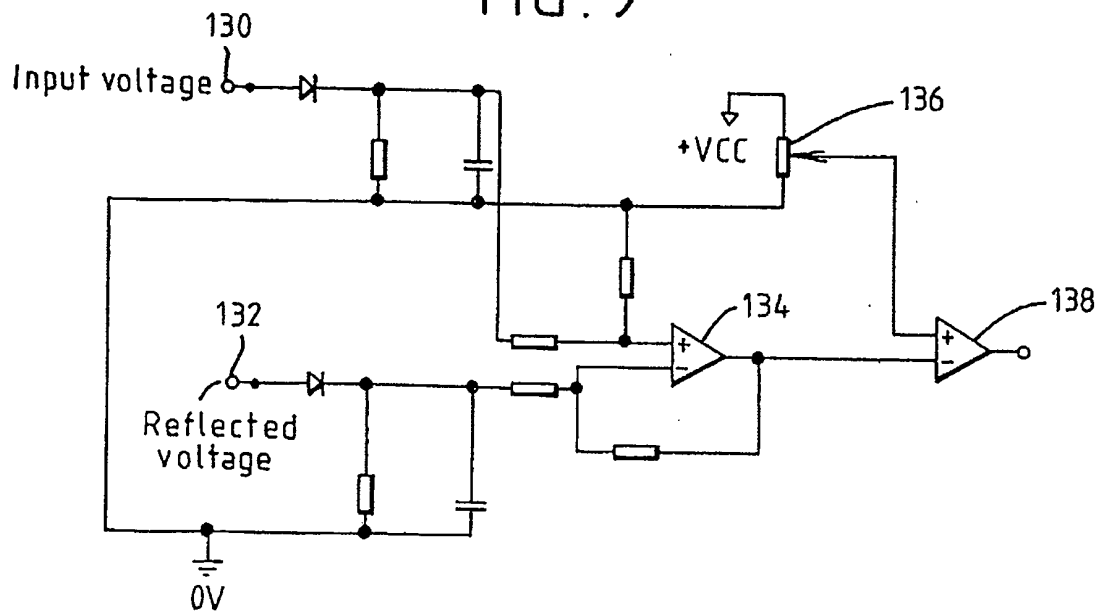 130
Input voltage
136
+VCC
132
134
138
+
-
+
-
Reflected
voltage
0V